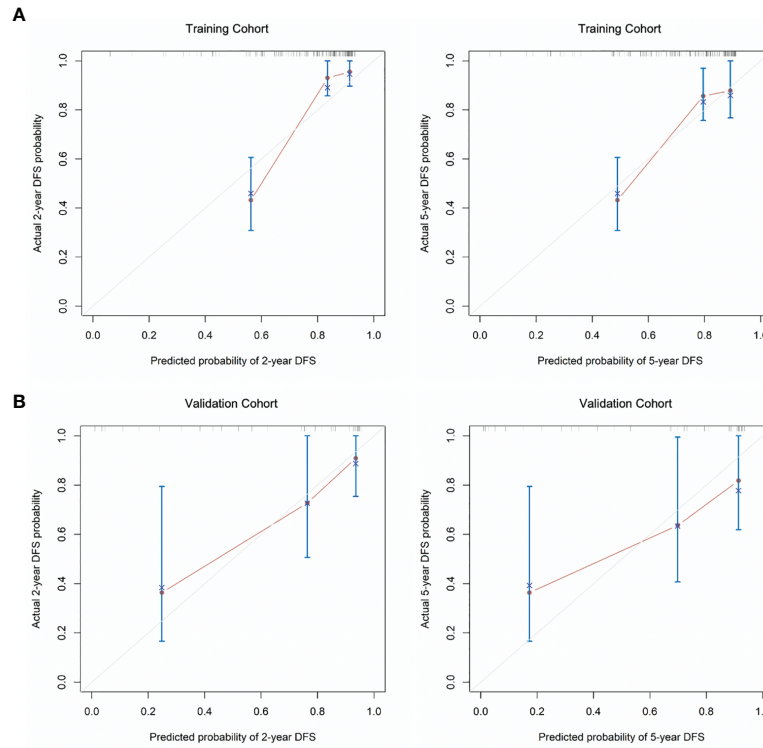 A
Training Cohort
Training Cohort
Actual 2-year DFS probability
1.0
0.8
0.6
0.4
0.2
0.0
0.0 0.2 0.4 0.6 0.8 1.0
Predicted probability of 2-year DFS
Actual 5-year DFS probability
1.0
0.8
0.6
0.4
0.2
0.0
0.0 0.2 0.4 0.6 0.8 1.0
Predicted probability of 5-year DFS
B
Validation Cohort
Validation Cohort
Actual 2-year DFS probability
1.0
0.8
0.6
0.4
0.2
0.0
0.0 0.2 0.4 0.6 0.8 1.0
Predicted probability of 2-year DFS
Actual 5-year DFS probability
1.0
0.8
0.6
0.4
0.2
0.0
0.0 0.2 0.4 0.6 0.8 1.0
Predicted probability of 5-year DFS